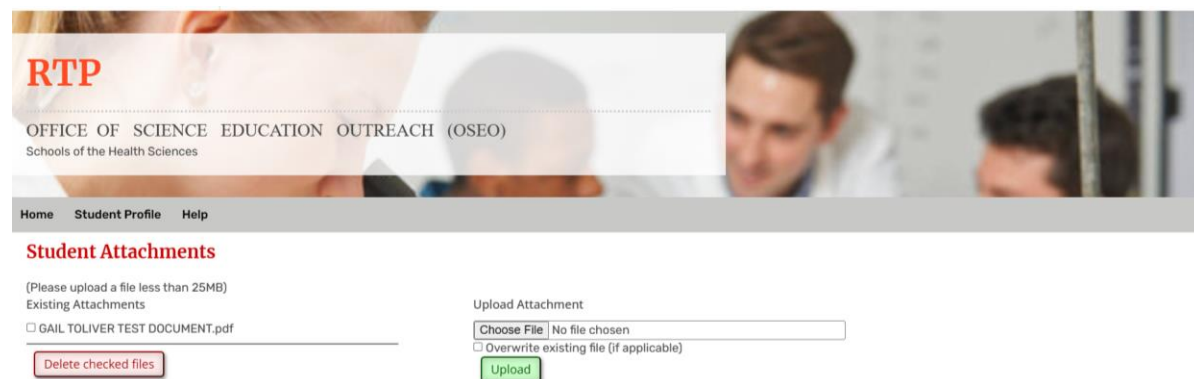 RTP
OFFICE OF SCIENCE EDUCATION OUTREACH (OSEO)
Schools of the Health Sciences
Home Student Profile Help
Student Attachments
(Please upload a file less than 25MB)
Existing Attachments
GAIL TOLIVER TEST DOCUMENT.pdf
Delete checked files
Upload Attachment
Choose File No file chosen
Overwrite existing file (if applicable)
Upload